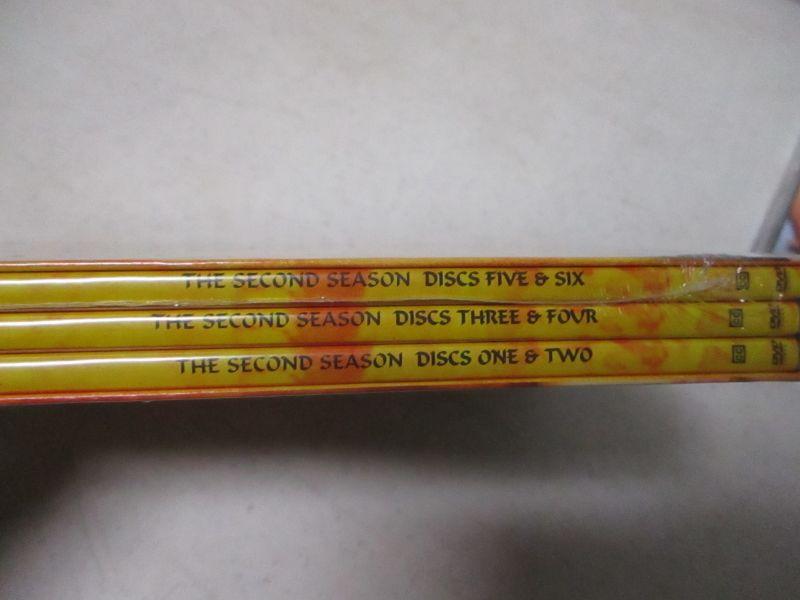 THE SECOND SEASON DISCS FIVE & SIX
THE SECOND SEASON DISCS THREE & FOUR
THE SECOND SEASON DISCS ONE & TWO